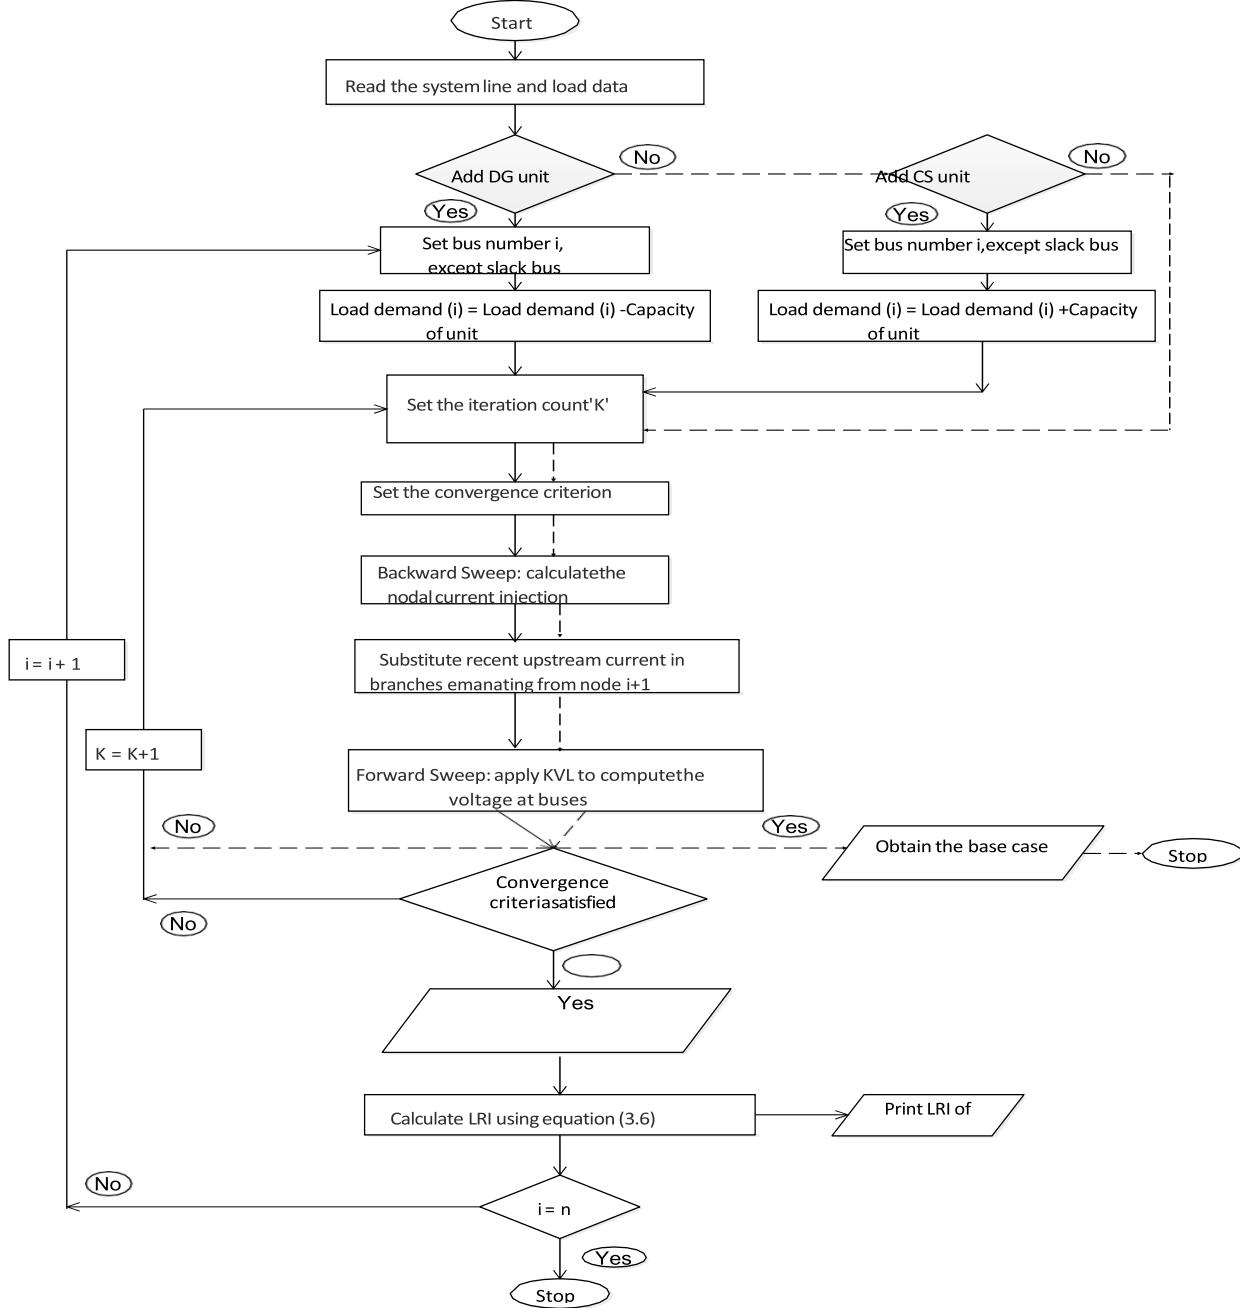 Start
Read the system line and load data
No
No
Add DG unit
Add CS unit
Yes
Yes
Set bus number i,
except slack bus
Set bus number i,except slack bus
Load demand (i) = Load demand (i) -Capacity
of unit
Load demand (i) = Load demand (i) +Capacity
of unit
Set the iteration count'K'
Set the convergence criterion
Backward Sweep: calculatethe
nodal current injection
i = i + 1
Substitute recent upstream current in
branches emanating from node i+1
K = K+1
Forward Sweep: apply KVL to computethe
voltage at buses
No
Yes
Obtain the base case
Stop
Convergence
criteriasatisfied
No
Yes
Calculate LRI using equation (3.6)
Print LRI of
No
i = n
Yes
Stop